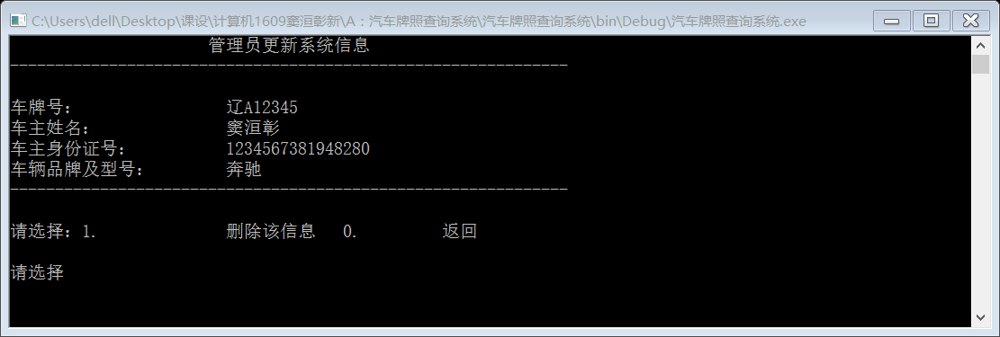 C:\Users\dell\Desktop\课设\计算机1609窦洹彰新\A：汽车牌照查询系统\汽车牌照查询系统\bin\Debug\汽车牌照查询系统.exe
管理员更新系统信息
---------------------------------------------------------------
车牌号： 辽A12345
车主姓名： 窦洹彰
车主身份证号： 1234567381948280
车辆品牌及型号： 奔驰
---------------------------------------------------------------
请选择：1. 删除该信息 0. 返回
请选择